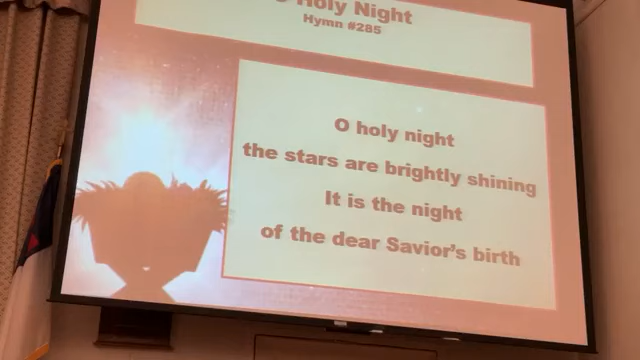 Holy Night
Hymn #285
O holy night
the stars are brightly shining
It is the night
of the dear Savior's birth